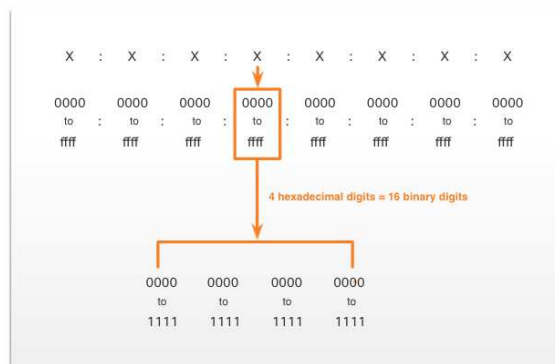 X : X : X : X : X : X : X : X
0000 0000 0000 0000 0000 0000 0000 0000
to : to : to : to : to : to : to : to
ffff ffff ffff ffff ffff ffff ffff ffff
4 hexadecimal digits = 16 binary digits
0000 0000 0000 0000
to to to to
1111 1111 1111 1111